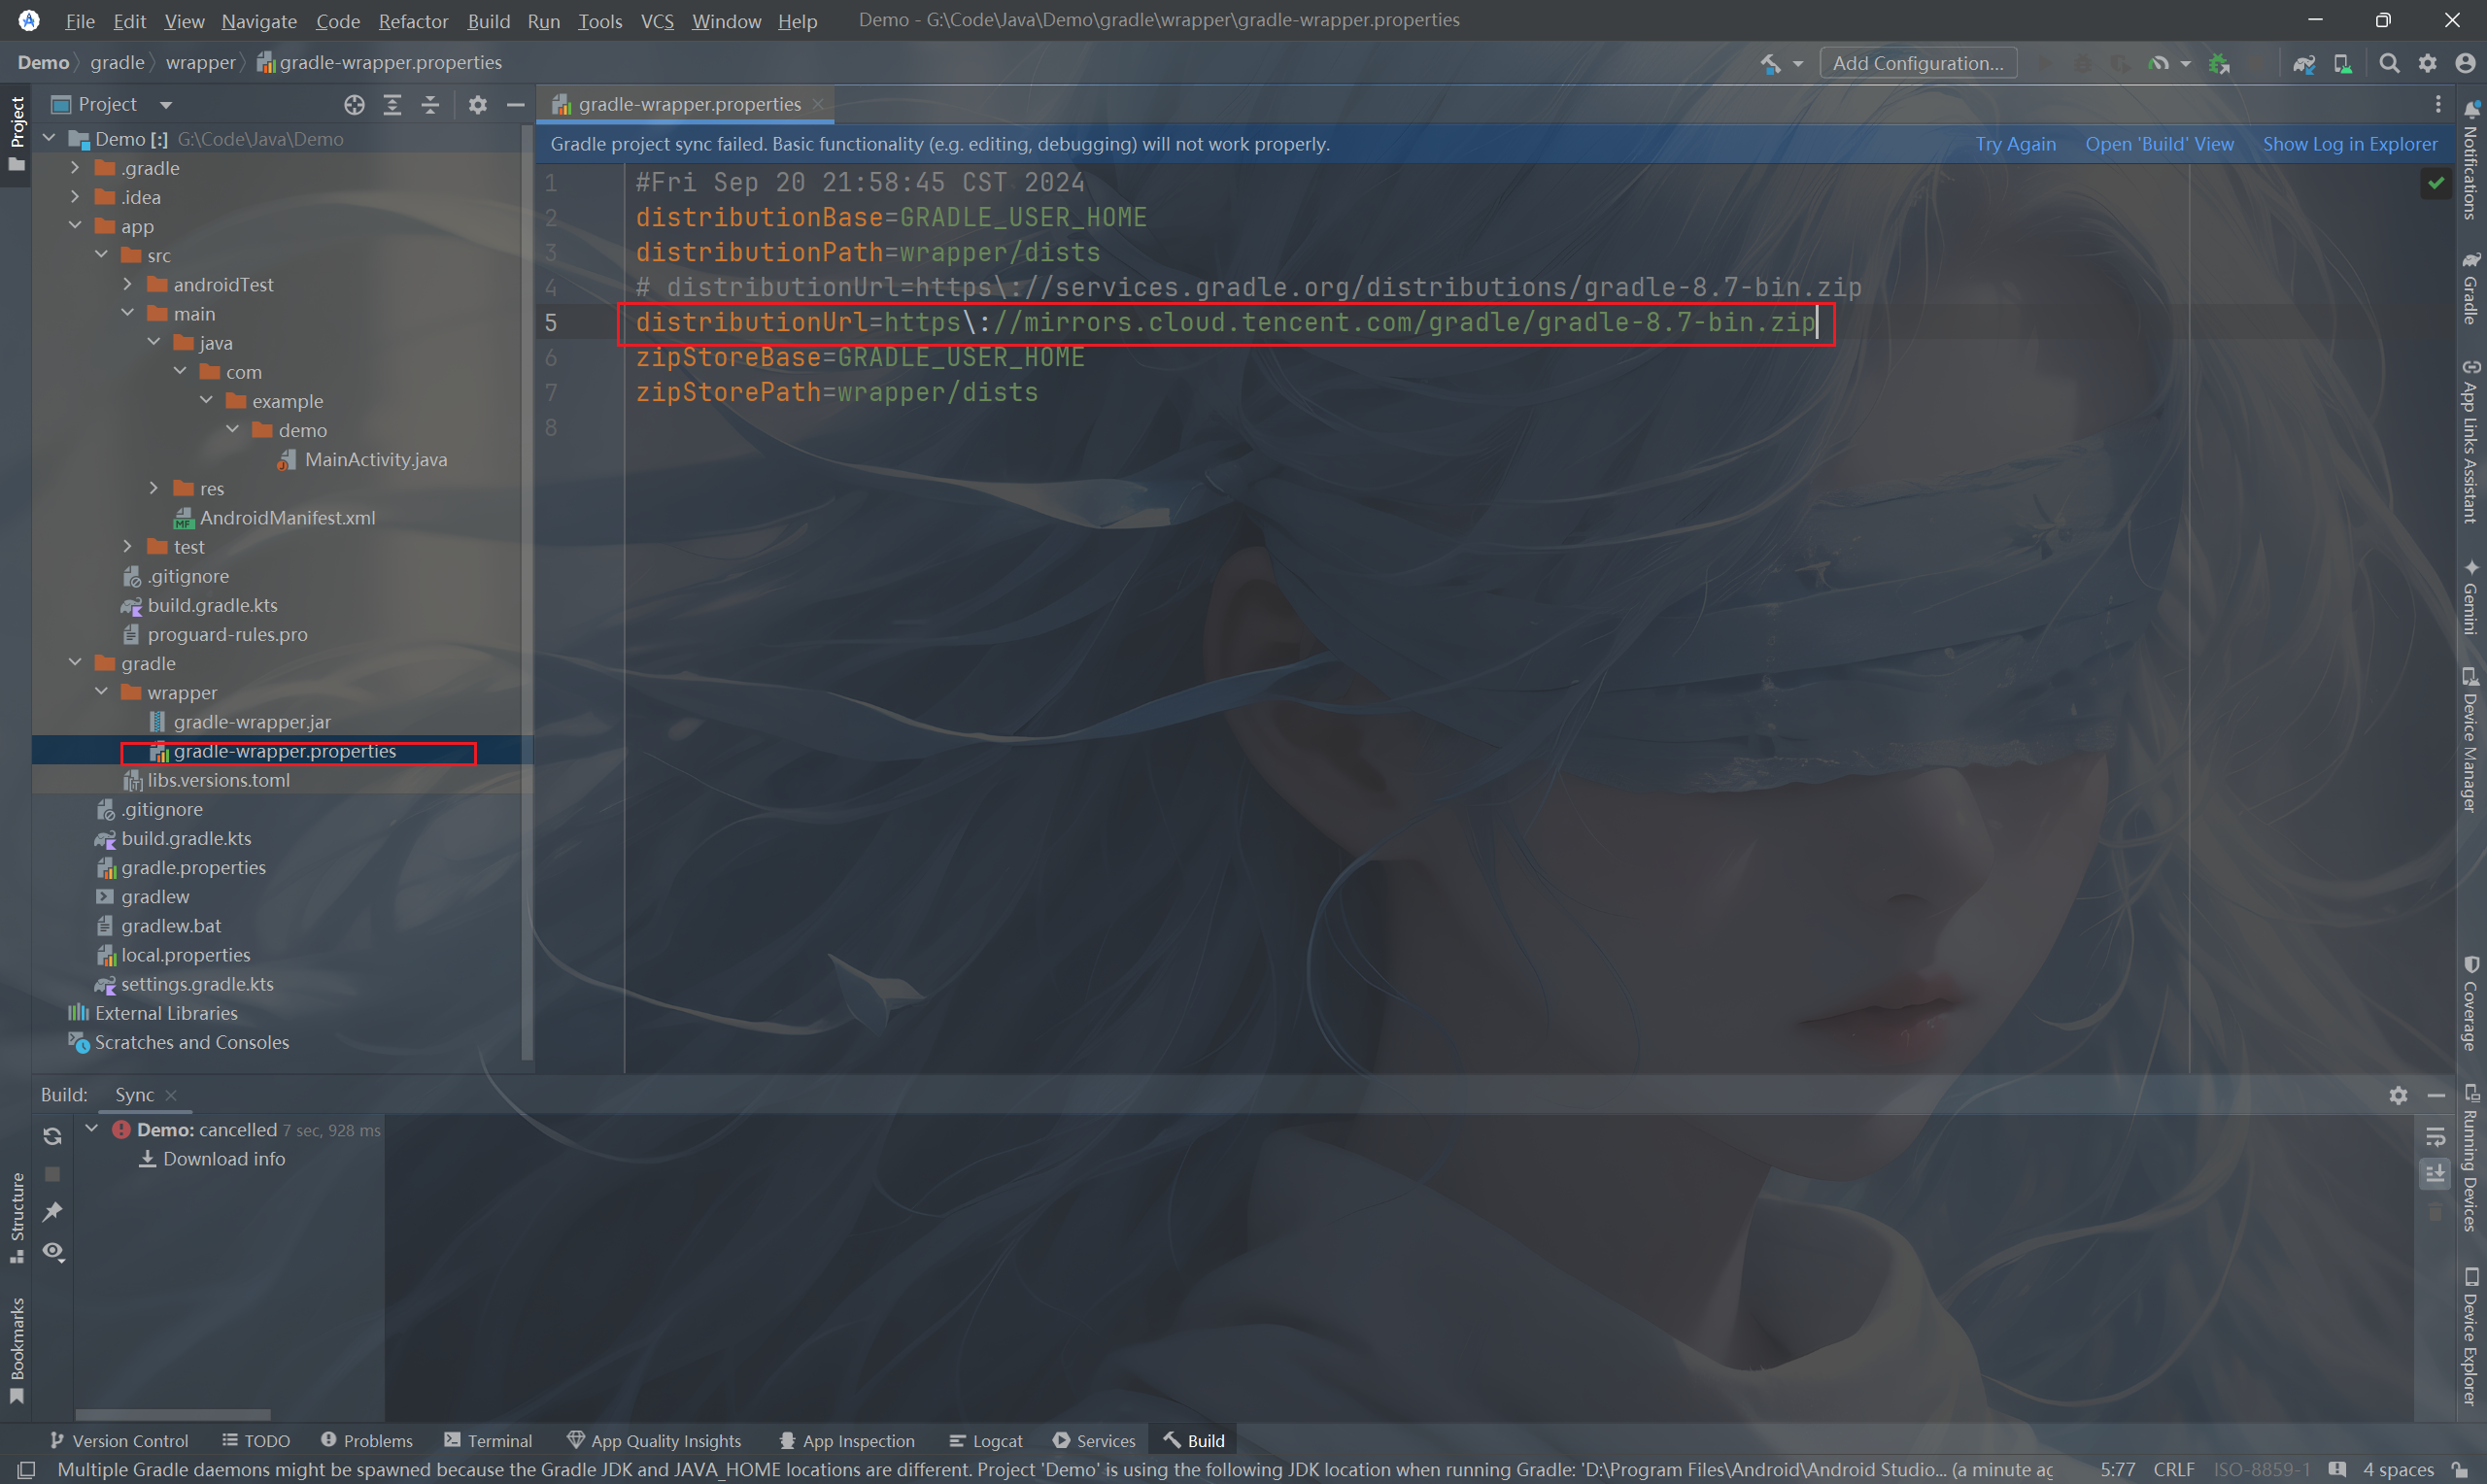 File Edit View Navigate Code Refactor Build Run Tools VCS Window Help Demo - G:\Code\Java\Demo\gradle\wrapper\gradle-wrapper.properties
Demo gradle wrapper gradle-wrapper.properties Add Configuration...
Project
Project
gradle-wrapper.properties
Demo [:] G:\Code\Java\Demo
.gradle
.idea
app
src
androidTest
main
java
com
example
demo
MainActivity.java
res
AndroidManifest.xml
test
.gitignore
build.gradle.kts
proguard-rules.pro
gradle
wrapper
gradle-wrapper.jar
gradle-wrapper.properties
libs.versions.toml
.gitignore
build.gradle.kts
gradle.properties
gradlew
gradlew.bat
local.properties
settings.gradle.kts
External Libraries
Scratches and Consoles
Gradle project sync failed. Basic functionality (e.g. editing, debugging) will not work properly. Try Again Open 'Build' View Show Log in Explorer
1 #Fri Sep 20 21:58:45 CST 2024
2 distributionBase=GRADLE_USER_HOME
3 distributionPath=wrapper/dists
4 # distributionUrl=https\://services.gradle.org/distributions/gradle-8.7-bin.zip
5 distributionUrl=https\://mirrors.cloud.tencent.com/gradle/gradle-8.7-bin.zip
6 zipStoreBase=GRADLE_USER_HOME
7 zipStorePath=wrapper/dists
8
Notifications
Gradle
App Links Assistant
Gemini
Device Manager
Coverage
Running Devices
Device Explorer
Structure
Bookmarks
Build: Sync
Demo: cancelled 7 sec, 928 ms
Download info
Version Control TODO Problems Terminal App Quality Insights App Inspection Logcat Services Build
Multiple Gradle daemons might be spawned because the Gradle JDK and JAVA_HOME locations are different. Project 'Demo' is using the following JDK location when running Gradle: 'D:\Program Files\Android\Android Studio... (a minute ag 5:77 CRLF ISO-8859-1 4 spaces